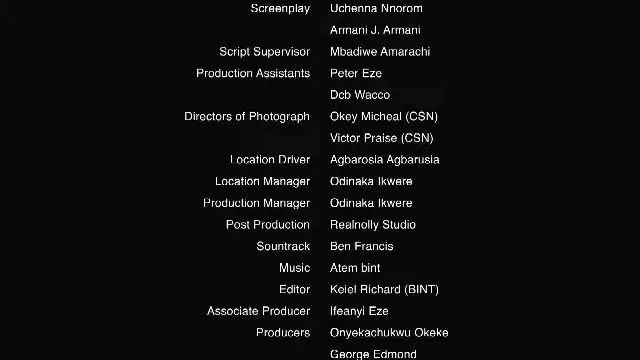 Screenplay Uchenna Nnorom
Armani J. Armani
Script Supervisor Mbadiwe Amarachi
Production Assistants Peter Eze
Dcb Wacco
Directors of Photograph Okey Micheal (CSN)
Victor Praise (CSN)
Location Driver Agbarosia Agbarusia
Location Manager Odinaka Ikwere
Production Manager Odinaka Ikwere
Post Production Realnolly Studio
Sountrack Ben Francis
Music Atem bint
Editor Keiel Richard (BINT)
Associate Producer Ifeanyi Eze
Producers Onyekachukwu Okeke
George Edmond